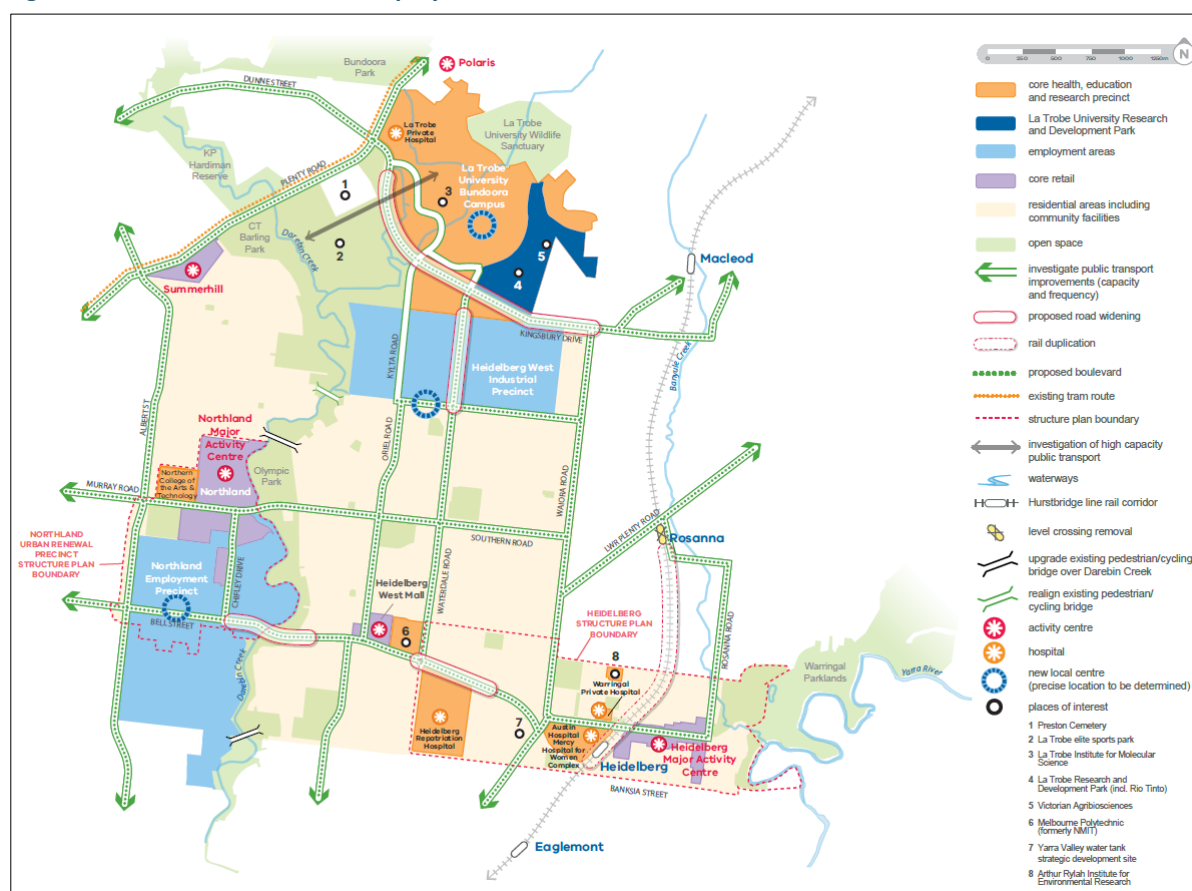 Bundoora
Park
Polaris
DUNNE STREET
La Trobe
Private
Hospital
La Trobe
University Wildlife
Sanctuary
KP
Hardiman
Reserve
PLENTY ROAD
La Trobe
University
Bundoora
Campus
1
3
CT
Barling
Park
Darebin Creek
2
5
4
Summerhill
Macleod
KINGSBURY DRIVE
Banyule Creek
KYLTA ROAD
Heidelberg West
Industrial
Precinct
ALBERT ST
Northland
Major
Activity
Centre
ORIEL ROAD
WAIORA ROAD
Northern
College of
the Arts &
Technology
Northland
Olympic
Park
MURRAY ROAD
SOUTHERN ROAD
LWR PLENTY ROAD
Rosanna
NORTHLAND
URBAN RENEWAL
PRECINCT
STRUCTURE PLAN
BOUNDARY
Northland
Employment
Precinct
CHIFLEY DRIVE
WATERDALE ROAD
Heidelberg
West Mall
BELL STREET
6
HEIDELBERG
STRUCTURE PLAN
BOUNDARY
ROSANNA ROAD
Darebin Creek
8
Warringal
Private Hospital
Warringal
Parklands
Yarra River
Heidelberg
Repatriation
Hospital
7
Austin
Hospital
Mercy
Hospital for
Women
Complex
Heidelberg
Heidelberg
Major Activity
Centre
BANKSIA STREET
Eaglemont
0 250 500 750 1000 1250m
N
core health, education
and research precinct
La Trobe University Research
and Development Park
employment areas
core retail
residential areas including
community facilities
open space
investigate public transport
improvements (capacity
and frequency)
proposed road widening
rail duplication
proposed boulevard
existing tram route
structure plan boundary
investigation of high capacity
public transport
waterways
Hurstbridge line rail corridor
level crossing removal
upgrade existing pedestrian/cycling
bridge over Darebin Creek
realign existing pedestrian/
cycling bridge
activity centre
hospital
new local centre
(precise location to be determined)
places of interest
1 Preston Cemetery
2 La Trobe elite sports park
3 La Trobe Institute for Molecular
Science
4 La Trobe Research and
Development Park (incl. Rio Tinto)
5 Victorian Agribiosciences
6 Melbourne Polytechnic
(formerly NMIT)
7 Yarra Valley water tank
strategic development site
8 Arthur Rylah Institute for
Environmental Research